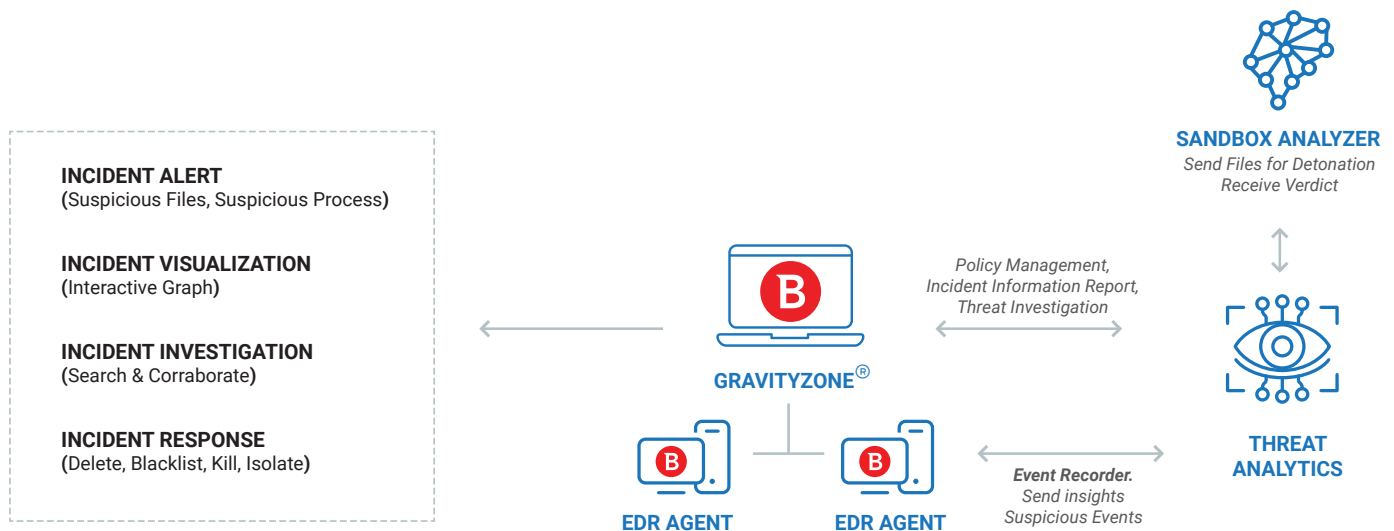 INCIDENT ALERT
(Suspicious Files, Suspicious Process)
INCIDENT VISUALIZATION
(Interactive Graph)
INCIDENT INVESTIGATION
(Search & Corraborate)
INCIDENT RESPONSE
(Delete, Blacklist, Kill, Isolate)
B
GRAVITYZONE®
B
EDR AGENT
B
EDR AGENT
Policy Management,
Incident Information Report,
Threat Investigation
Event Recorder.
Send insights
Suspicious Events
SANDBOX ANALYZER
Send Files for Detonation
Receive Verdict
THREAT
ANALYTICS